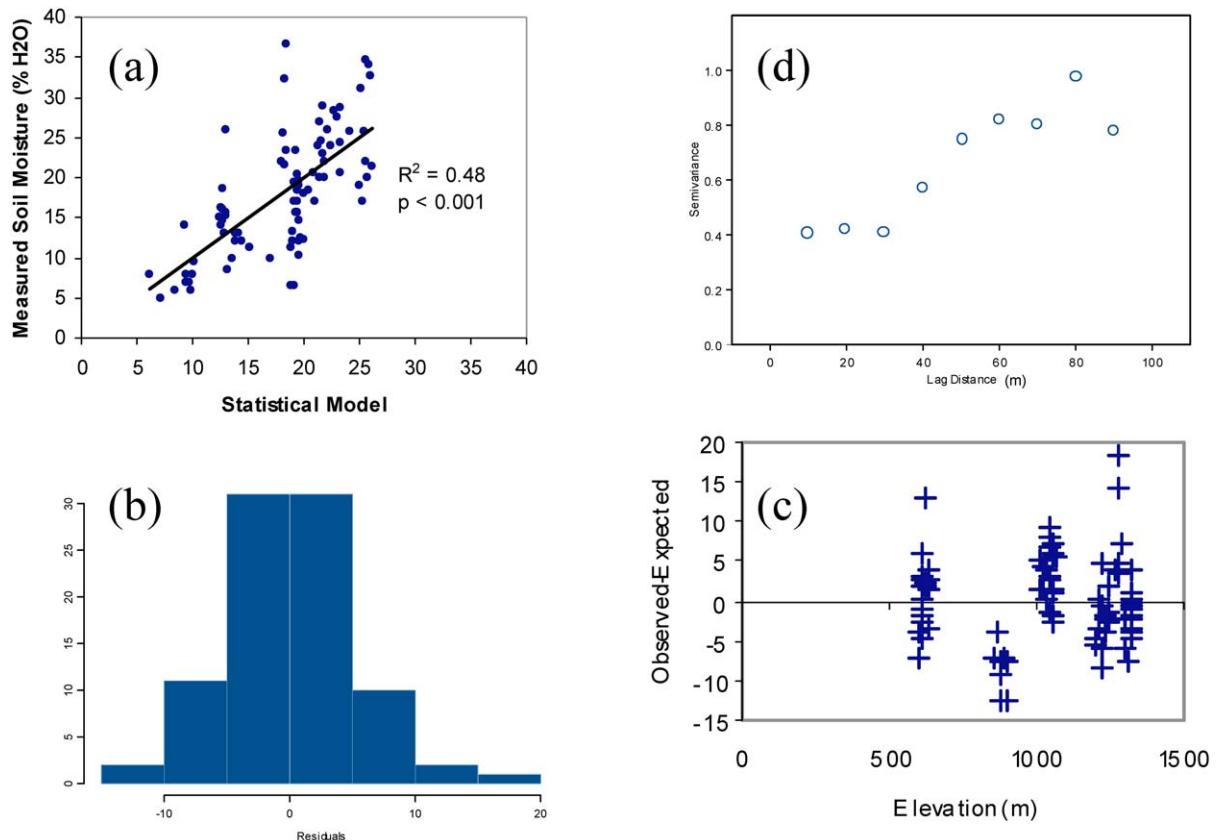 (a)
Measured Soil Moisture (% H2O)
40
35
30
25
20
15
10
5
0
R² = 0.48
p < 0.001
0 5 10 15 20 25 30 35 40
Statistical Model
(d)
Semivariance
1.0
0.8
0.6
0.4
0.2
0.0
0 20 40 60 80 100
Lag Distance (m)
(b)
30
25
20
15
10
5
0
-10 0 10 20
Residuals
(c)
Observed-Expected
20
15
10
5
0
-5
-10
-15
0 500 1000 1500
Elevation (m)